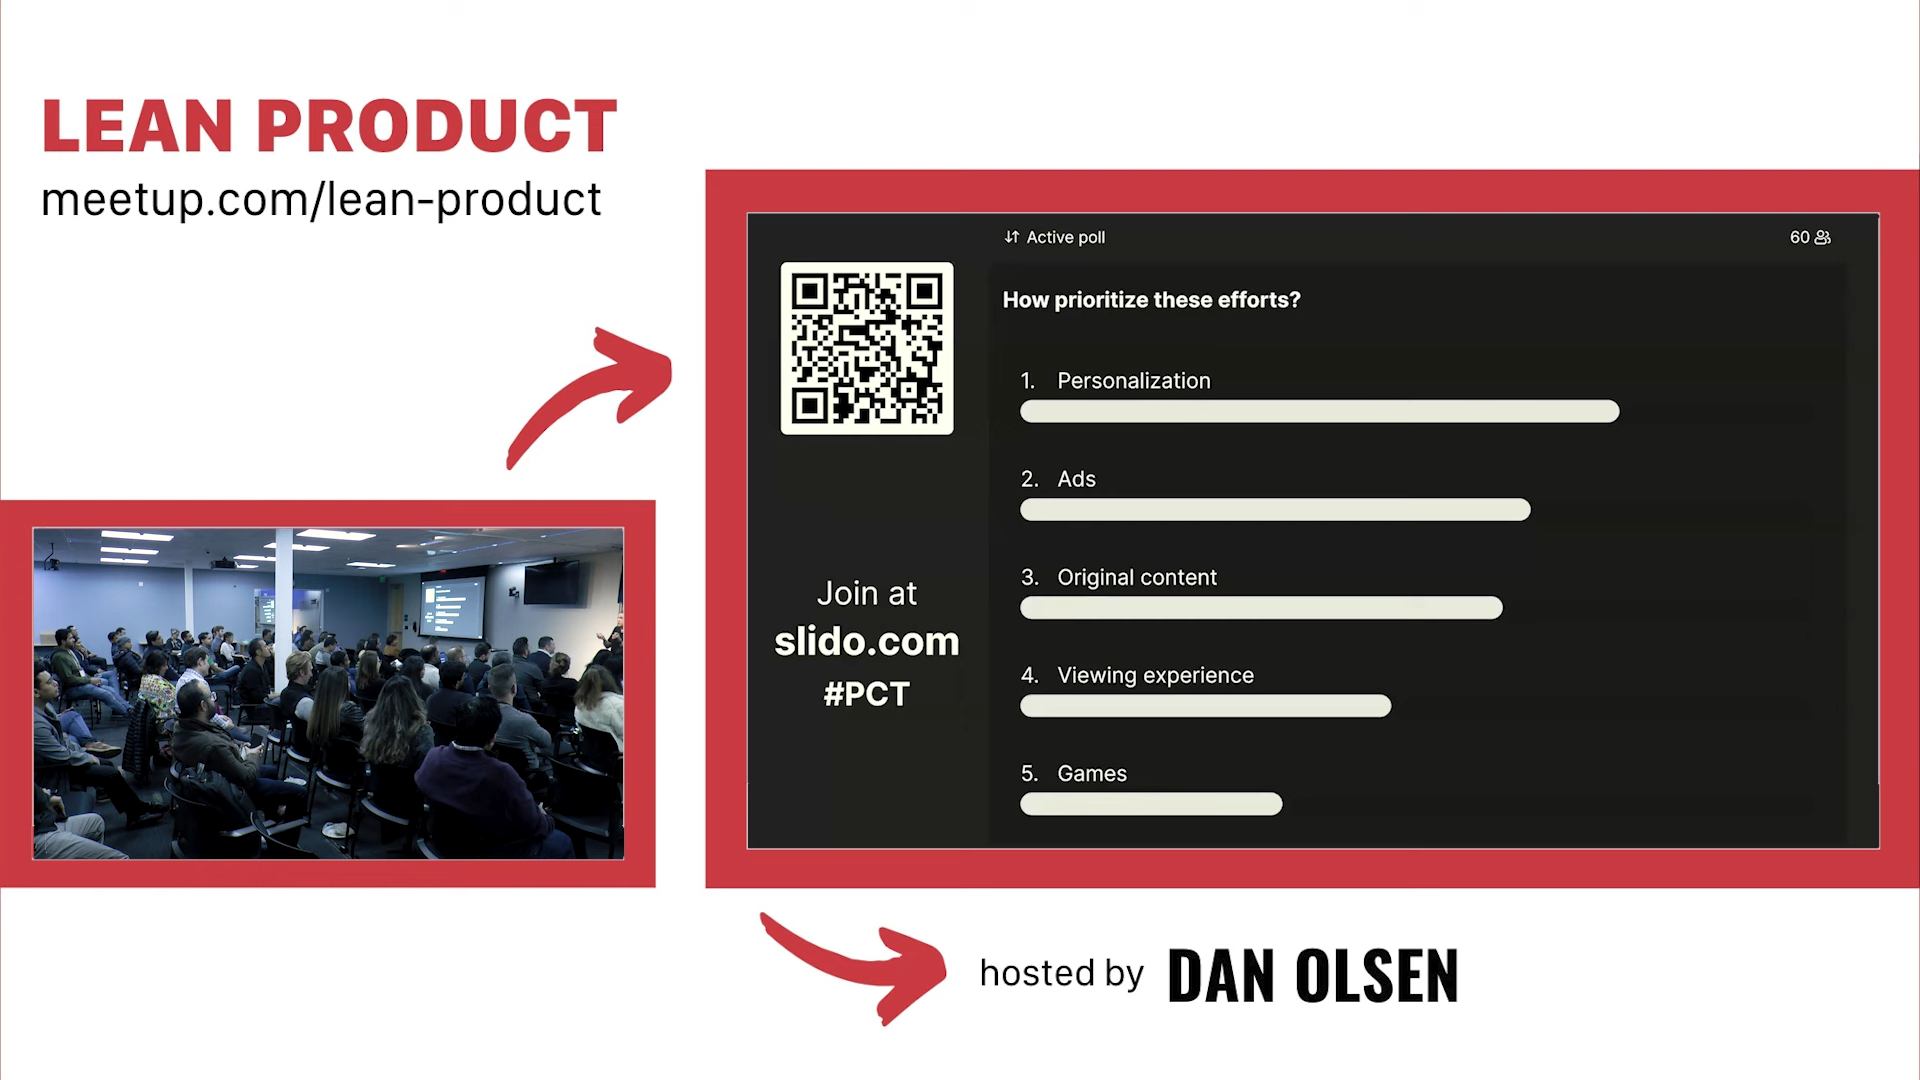 LEAN PRODUCT
meetup.com/lean-product
Active poll
60
How prioritize these efforts?
1. Personalization
2. Ads
3. Original content
4. Viewing experience
5. Games
Join at
slido.com
#PCT
hosted by DAN OLSEN